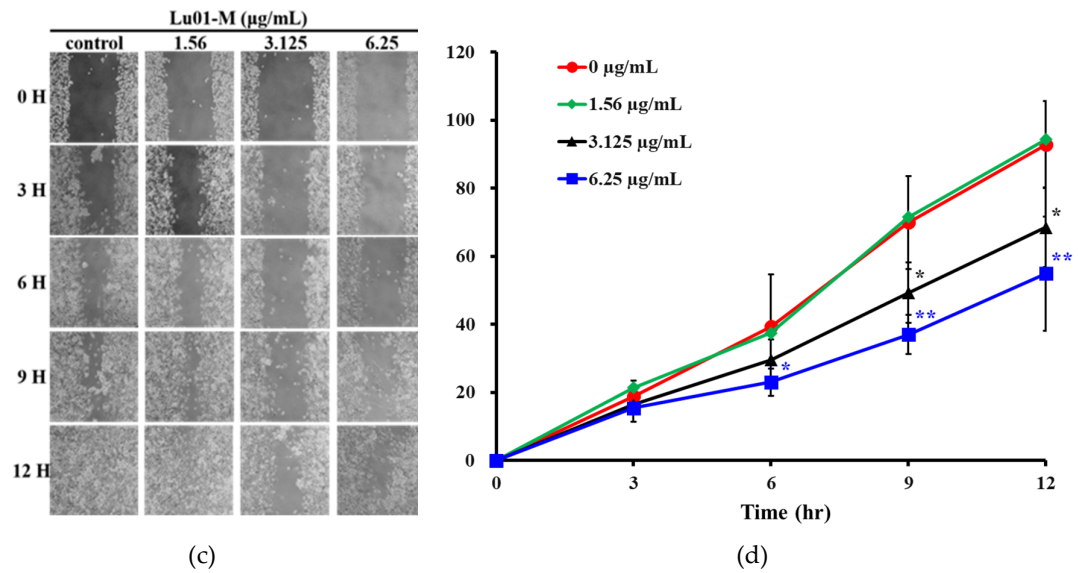 Lu01-M (µg/mL)
control 1.56 3.125 6.25
0 H
3 H
6 H
9 H
12 H
(c)
120
100
80
60
40
20
0
0 µg/mL
1.56 µg/mL
3.125 µg/mL
6.25 µg/mL
*
*
**
*
**
0 3 6 9 12
Time (hr)
(d)